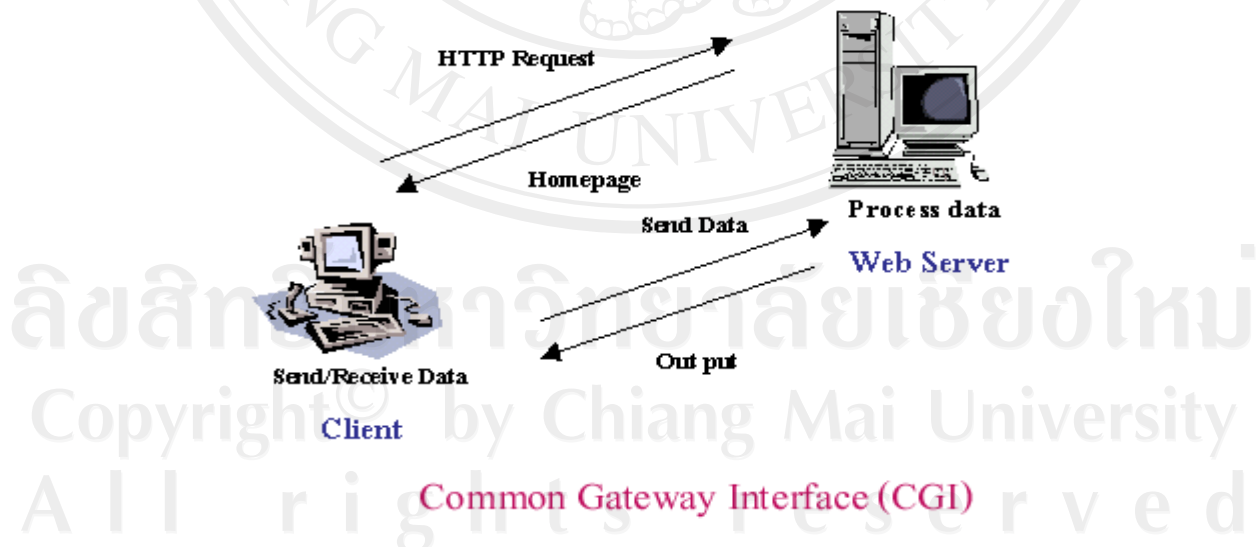 HTTP Request
Homepage
Send Data
Process data
Web Server
Out put
Send/Receive Data
Client
Common Gateway Interface (CGI)
MAI UNIVERSIT
ลิขสิทธิ์มหาวิทยาลัยเชียงใหม่
Copyright© by Chiang Mai University
All rights reserved